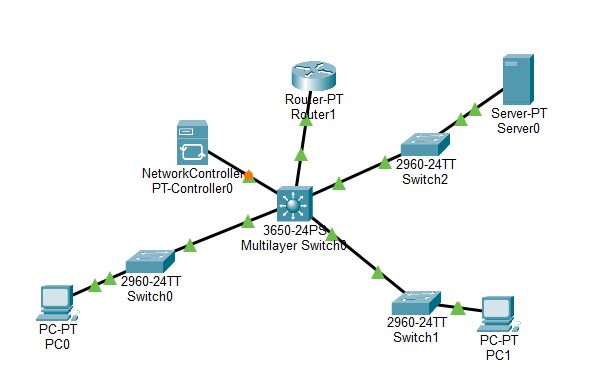 Router-PT
Router1
Server-PT
Server0
NetworkController
PT-Controller0
2960-24TT
Switch2
3650-24PS
Multilayer Switch0
2960-24TT
Switch0
PC-PT
PC0
2960-24TT
Switch1
PC-PT
PC1